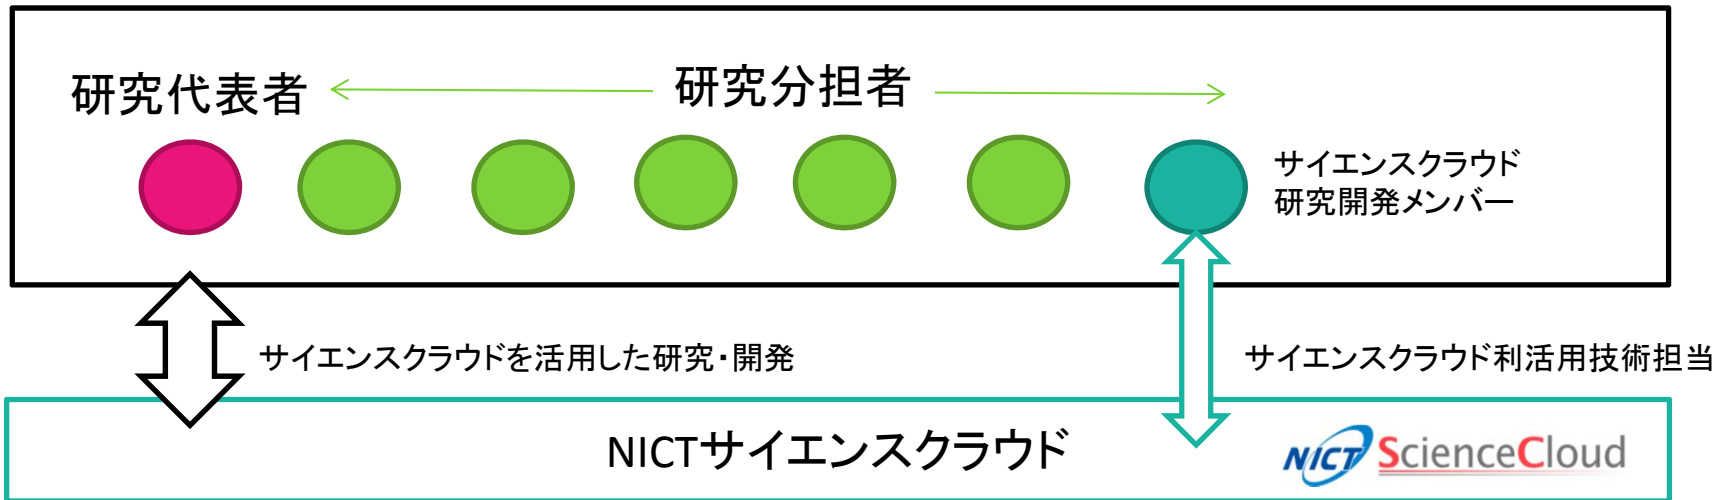 研究代表者
研究分担者
サイエンスクラウド
研究開発メンバー
サイエンスクラウドを活用した研究・開発
サイエンスクラウド利活用技術担当
NICTサイエンスクラウド
NICT ScienceCloud